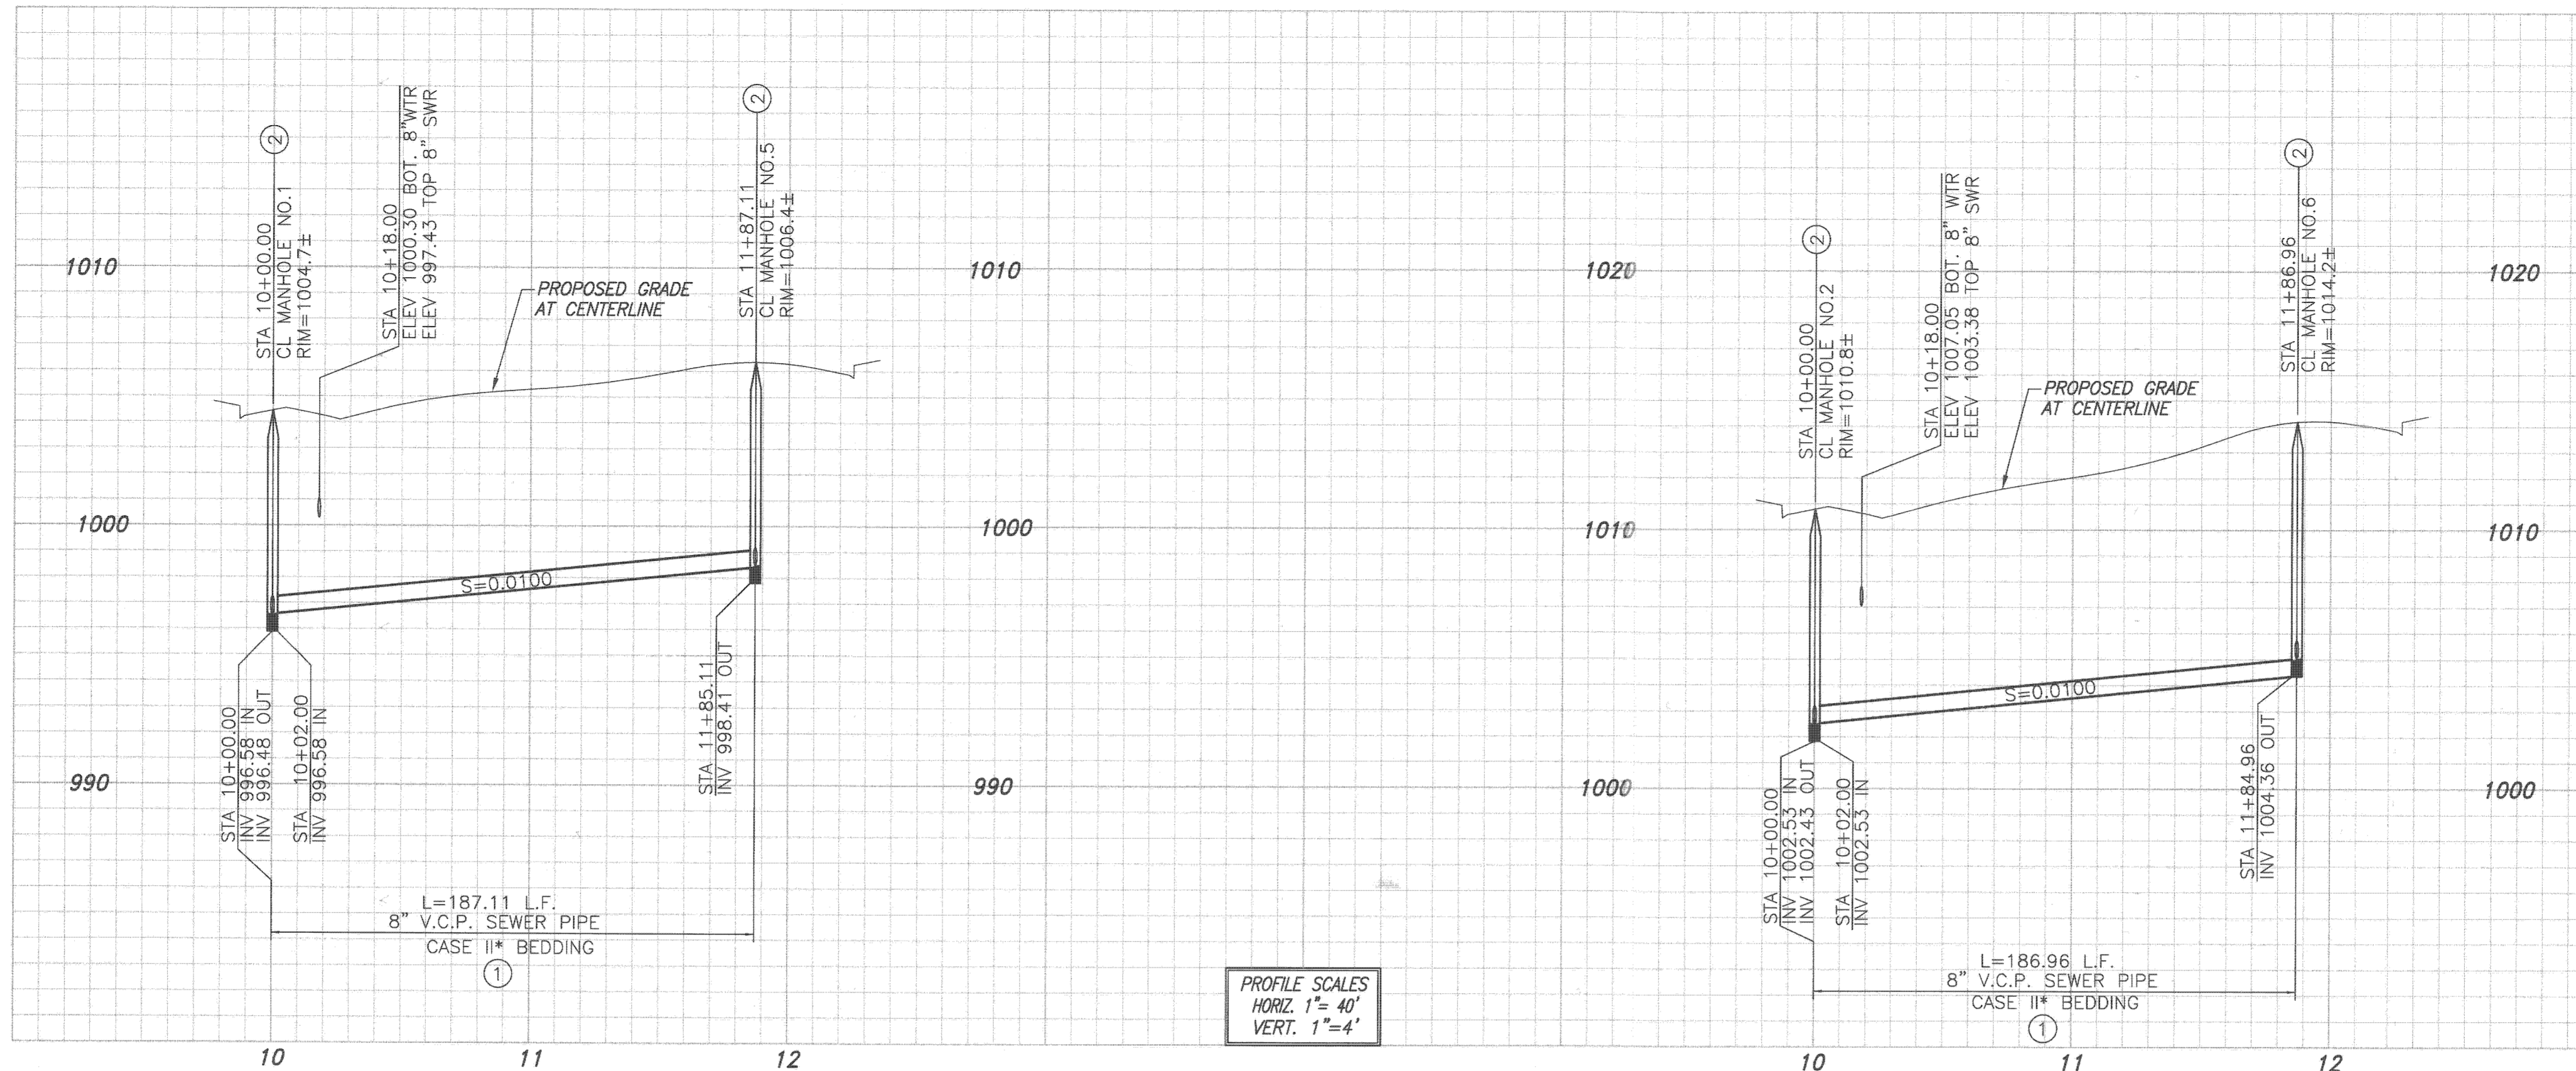 STA 10+00.00
CL MANHOLE NO.1
RIM=1004.7±
2
STA 10+18.00
ELEV 1000.30 BOT. 8"WTR
ELEV 997.43 TOP 8" SWR
PROPOSED GRADE
AT CENTERLINE
STA 11+87.11
CL MANHOLE NO.5
RIM=1006.4±
2
1010
1010
1000
1000
990
990
S=0.0100
STA 10+00.00
INV 996.58 IN
INV 996.48 OUT
STA 10+02.00
INV 996.58 IN
STA 11+85.11
INV 998.41 OUT
L=187.11 L.F.
8" V.C.P. SEWER PIPE
CASE II* BEDDING
1
10
11
12
PROFILE SCALES
HORIZ. 1"= 40'
VERT. 1"=4'
STA 10+00.00
CL MANHOLE NO.2
RIM=1010.8±
2
STA 10+18.00
ELEV 1007.05 BOT. 8" WTR
ELEV 1003.38 TOP 8" SWR
PROPOSED GRADE
AT CENTERLINE
STA 11+86.96
CL MANHOLE NO.6
RIM=1014.2±
2
1020
1020
1010
1010
1000
1000
S=0.0100
STA 10+00.00
INV 1002.53 IN
INV 1002.43 OUT
STA 10+02.00
INV 1002.53 IN
STA 11+84.96
INV 1004.36 OUT
L=186.96 L.F.
8" V.C.P. SEWER PIPE
CASE II* BEDDING
1
10
11
12